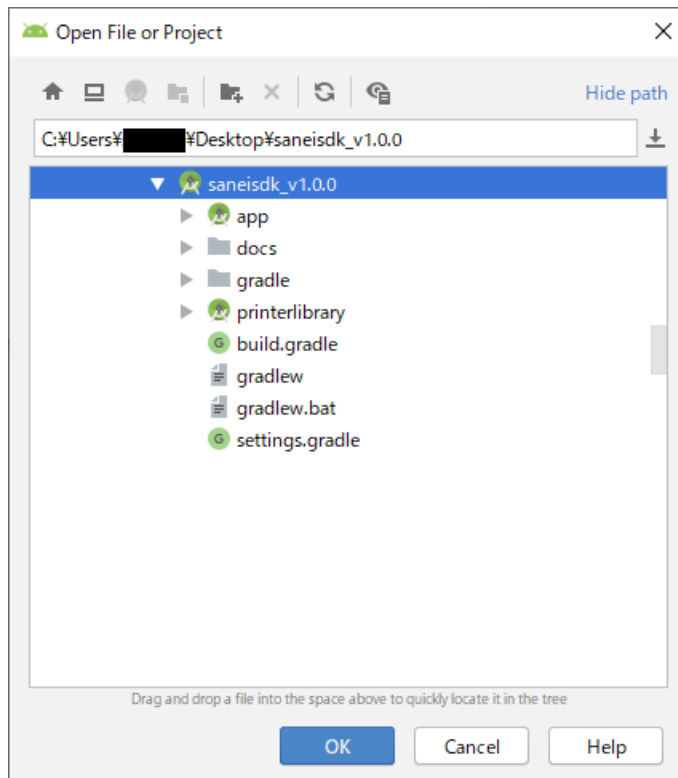 Open File or Project
Hide path
C:¥Users¥ ¥Desktop¥saneisdk_v1.0.0
saneisdk_v1.0.0
app
docs
gradle
printerlibrary
G build.gradle
gradlew
gradlew.bat
G settings.gradle
Drag and drop a file into the space above to quickly locate it in the tree
OK Cancel Help